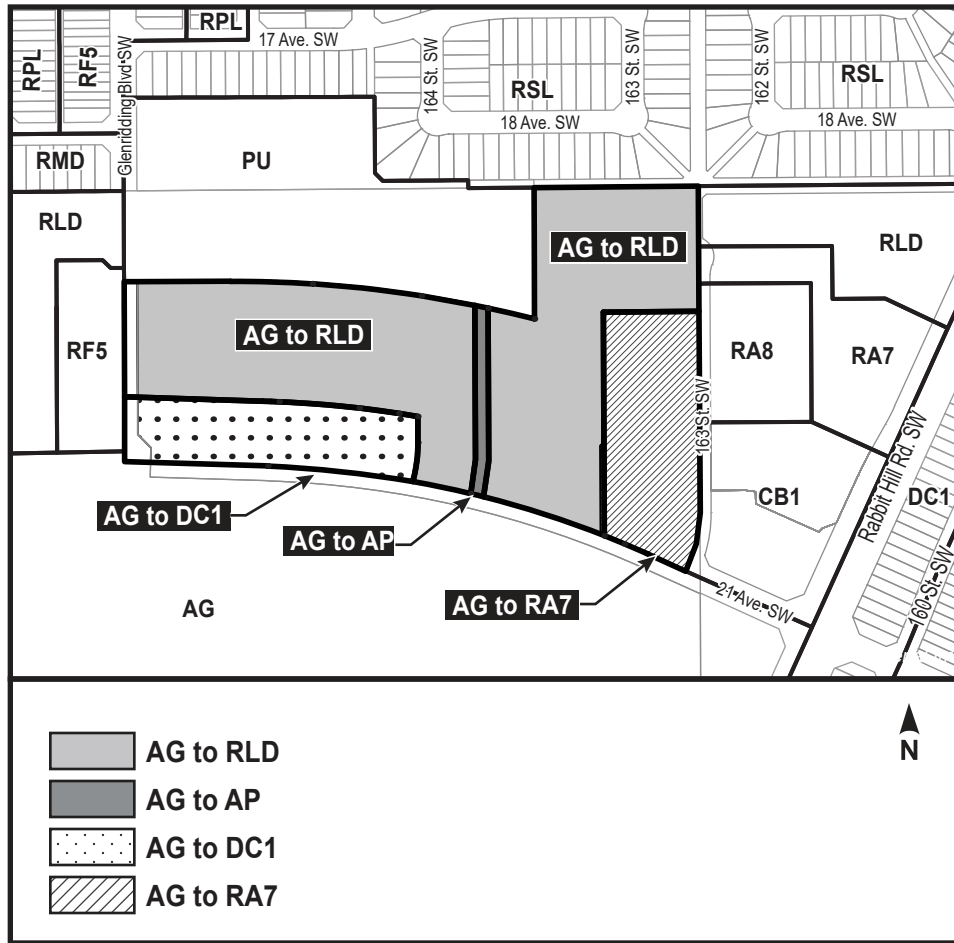 RPL
17 Ave. SW
RPL
RF5
Glenridding Blvd SW
164 St. SW
RSL
163 St. SW
162 St. SW
RSL
18 Ave. SW
18 Ave. SW
RMD
PU
RLD
AG to RLD
RLD
AG to RLD
RF5
RA8
RA7
163 St. SW
AG to DC1
AG to AP
CB1
Rabbit Hill Rd. SW
DC1
160 St. SW
AG
AG to RA7
21 Ave. SW
AG to RLD
AG to AP
AG to DC1
AG to RA7
N